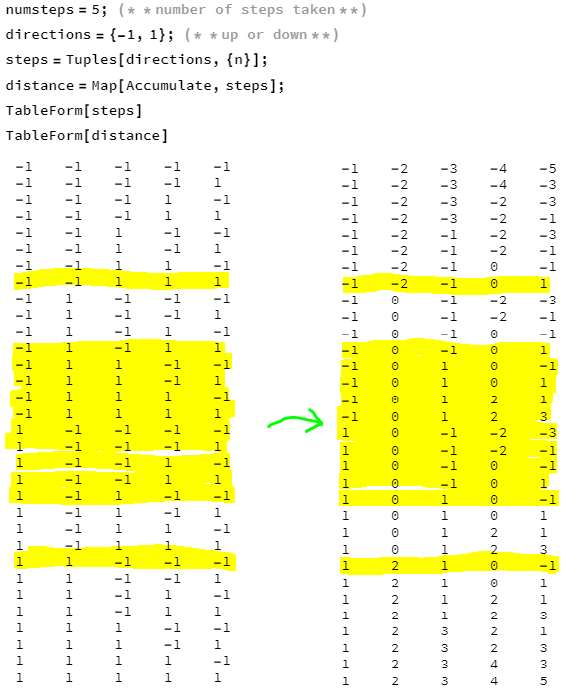 numsteps = 5; (* *number of steps taken**)
directions = {-1, 1}; (* *up or down**)
steps = Tuples[directions, {n}];
distance = Map[Accumulate, steps];
TableForm[steps]
TableForm[distance]
-1 -1 -1 -1 -1 -1 -2 -3 -4 -5
-1 -1 -1 -1 1 -1 -2 -3 -4 -3
-1 -1 -1 1 -1 -1 -2 -3 -2 -3
-1 -1 -1 1 1 -1 -2 -3 -2 -1
-1 -1 1 -1 -1 -1 -2 -1 -2 -3
-1 -1 1 -1 1 -1 -2 -1 -2 -1
-1 -1 1 1 -1 -1 -2 -1 0 -1
-1 -1 1 1 1 -1 -2 -1 0 1
-1 1 -1 -1 -1 -1 0 -1 -2 -3
-1 1 -1 -1 1 -1 0 -1 -2 -1
-1 1 -1 1 -1 -1 0 -1 0 -1
-1 1 -1 1 1 -1 0 -1 0 1
-1 1 1 -1 -1 -1 0 1 0 -1
-1 1 1 -1 1 -1 0 1 0 1
-1 1 1 1 -1 -1 0 1 2 1
-1 1 1 1 1 -1 0 1 2 3
1 -1 -1 -1 -1 1 0 -1 -2 -3
1 -1 -1 -1 1 1 0 -1 -2 -1
1 -1 -1 1 -1 1 0 -1 0 -1
1 -1 -1 1 1 1 0 -1 0 1
1 -1 1 -1 -1 1 0 1 0 -1
1 -1 1 -1 1 1 0 1 0 1
1 -1 1 1 -1 1 0 1 2 1
1 -1 1 1 1 1 0 1 2 3
1 1 -1 -1 -1 1 2 1 0 -1
1 1 -1 -1 1 1 2 1 0 1
1 1 -1 1 -1 1 2 1 2 1
1 1 -1 1 1 1 2 1 2 3
1 1 1 -1 -1 1 2 3 2 1
1 1 1 -1 1 1 2 3 2 3
1 1 1 1 -1 1 2 3 4 3
1 1 1 1 1 1 2 3 4 5